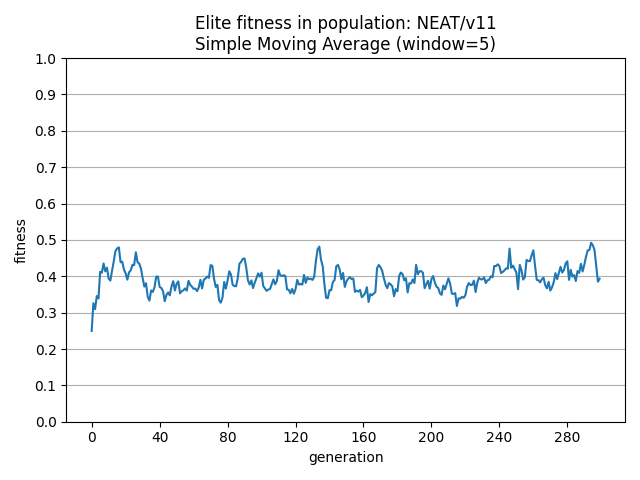 Elite fitness in population: NEAT/v11
Simple Moving Average (window=5)
1.0
0.9
0.8
0.7
0.6
0.5
0.4
0.3
0.2
0.1
0.0
fitness
0 40 80 120 160 200 240 280
generation